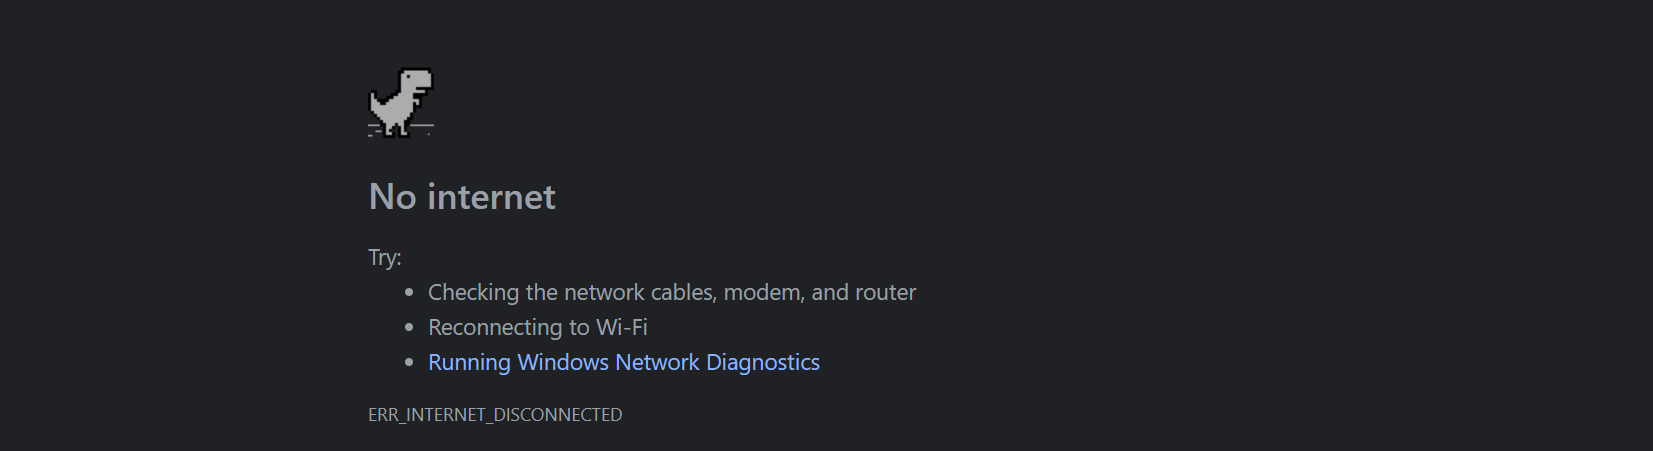 No internet
Try:
Checking the network cables, modem, and router
Reconnecting to Wi-Fi
Running Windows Network Diagnostics
ERR_INTERNET_DISCONNECTED